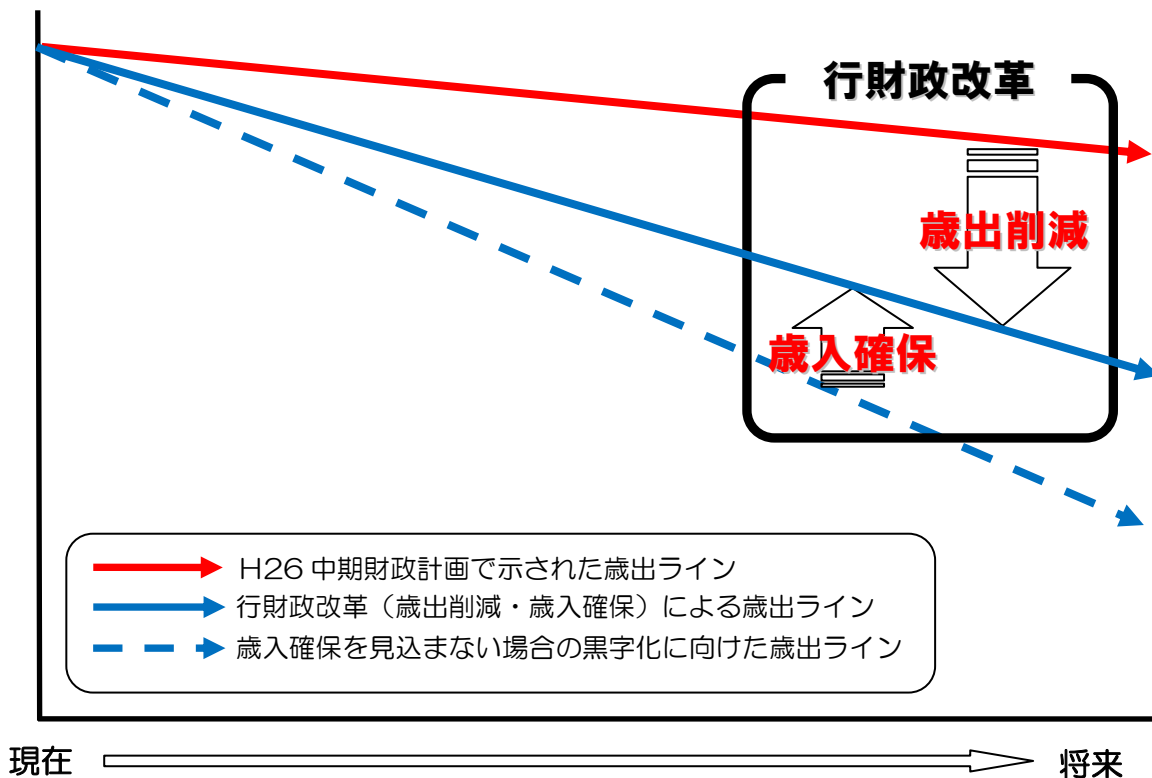 行財政改革
歳出削減
歳入確保
H26中期財政計画で示された歳出ライン
行財政改革（歳出削減・歳入確保）による歳出ライン
歳入確保を見込まない場合の黒字化に向けた歳出ライン
現在 将来